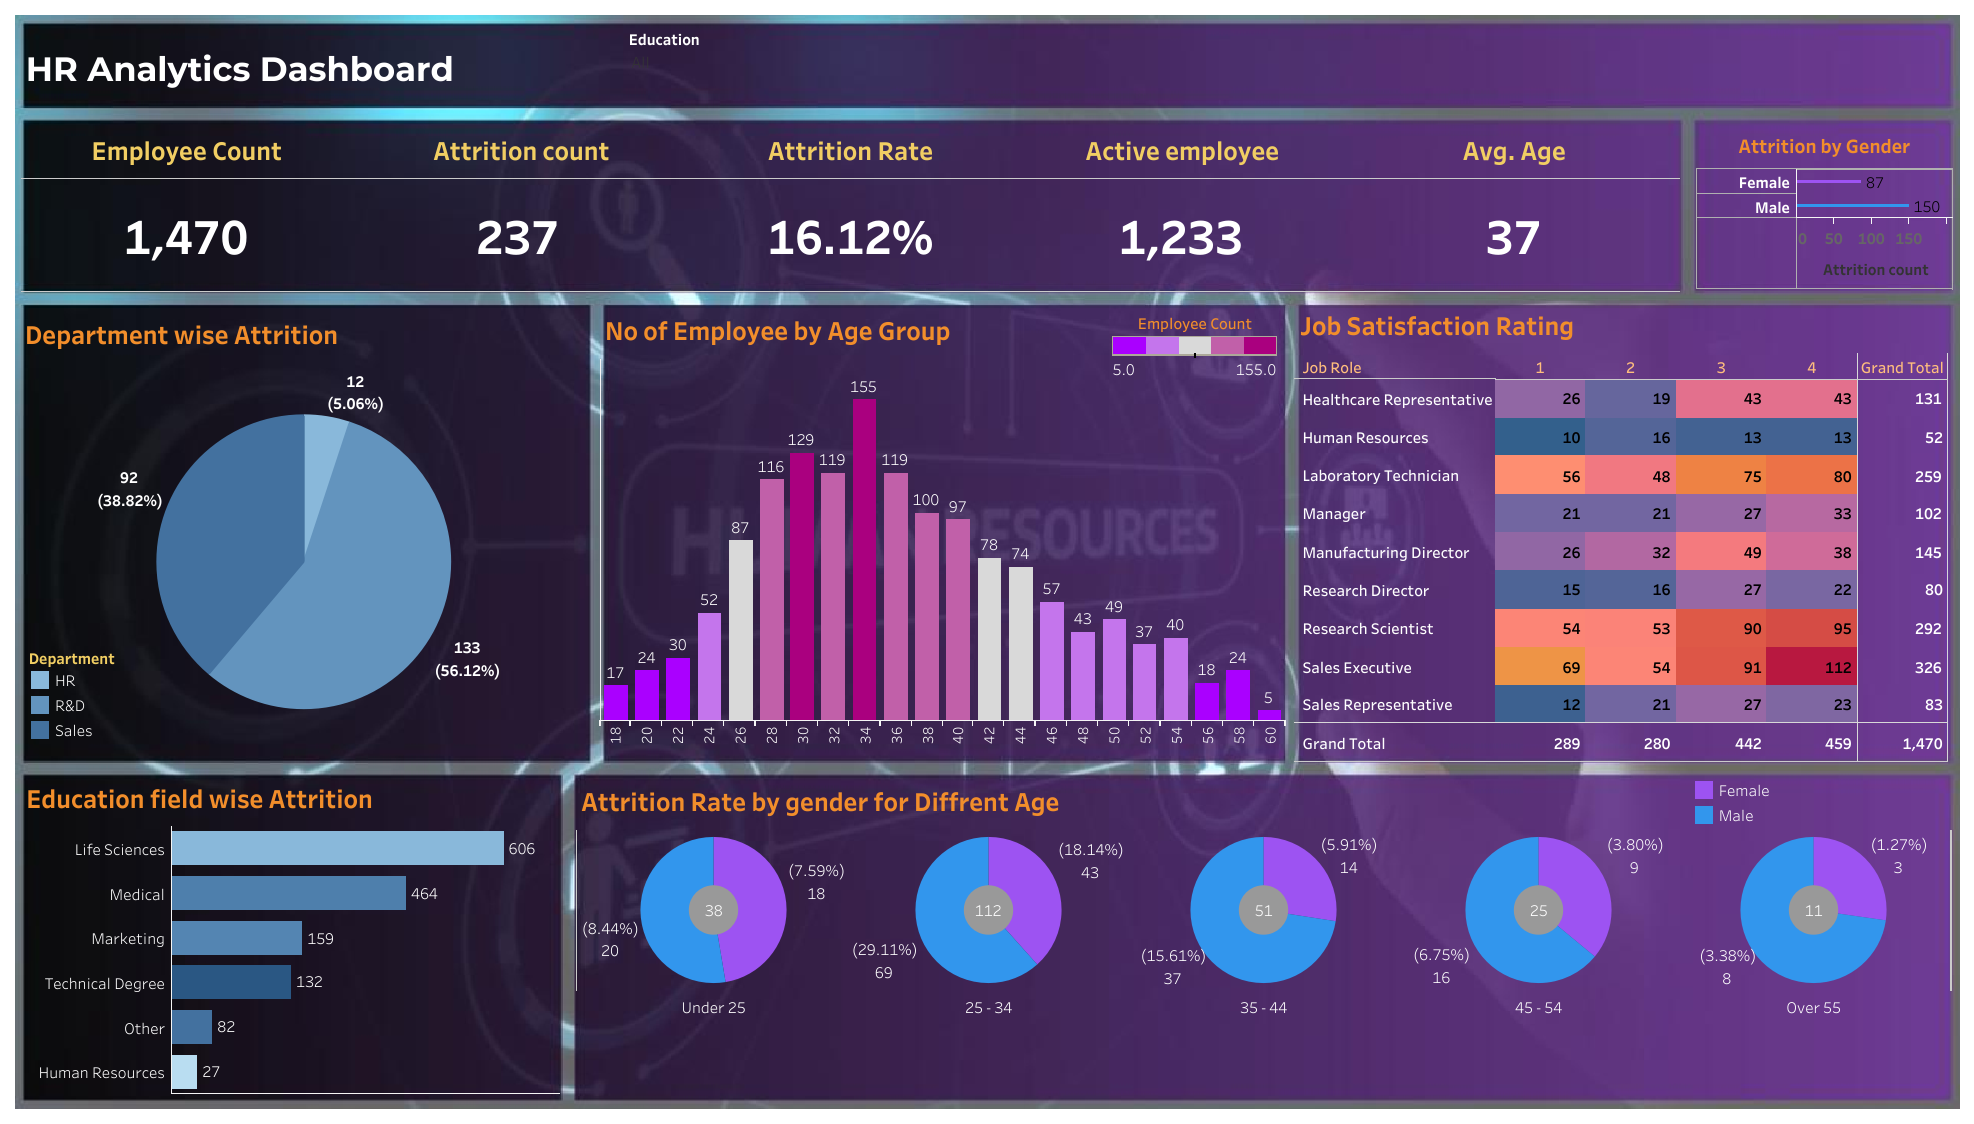 HR Analytics Dashboard
Education
All
Employee Count Attrition count Attrition Rate Active employee Avg. Age
1,470 237 16.12% 1,233 37
Attrition by Gender
Female 87
Male 150
0 50 100 150
Attrition count
Department wise Attrition
12
(5.06%)
92
(38.82%)
133
(56.12%)
Department
HR
R&D
Sales
No of Employee by Age Group
Employee Count
5.0 155.0
17 24 30 52 87 116 129 119 155 119 100 97 78 74 57 43 49 37 40 18 24 5
18 20 22 24 26 28 30 32 34 36 38 40 42 44 46 48 50 52 54 56 58 60
HUMAN RESOURCES
Job Satisfaction Rating
Job Role 1 2 3 4 Grand Total
Healthcare Representative 26 19 43 43 131
Human Resources 10 16 13 13 52
Laboratory Technician 56 48 75 80 259
Manager 21 21 27 33 102
Manufacturing Director 26 32 49 38 145
Research Director 15 16 27 22 80
Research Scientist 54 53 90 95 292
Sales Executive 69 54 91 112 326
Sales Representative 12 21 27 23 83
Grand Total 289 280 442 459 1,470
Education field wise Attrition
Life Sciences 606
Medical 464
Marketing 159
Technical Degree 132
Other 82
Human Resources 27
Attrition Rate by gender for Diffrent Age
Female
Male
(7.59%)
18
38
(8.44%)
20
Under 25
(18.14%)
43
112
(29.11%)
69
25 - 34
(5.91%)
14
51
(15.61%)
37
35 - 44
(3.80%)
9
25
(6.75%)
16
45 - 54
(1.27%)
3
11
(3.38%)
8
Over 55